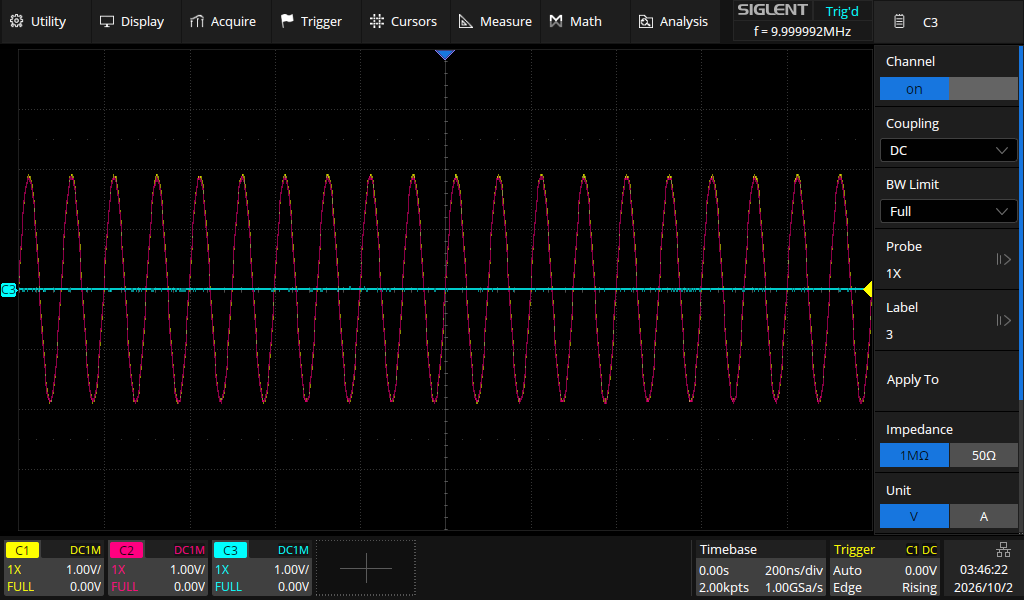 Utility
Display
Acquire
Trigger
Cursors
Measure
Math
Analysis
SIGLENT
Trig'd
f = 9.999992MHz
C3
Channel
on
Coupling
DC
BW Limit
Full
Probe
1X
Label
3
Apply To
Impedance
1MΩ 50Ω
Unit
V A
C3
C1 DC1M
1X 1.00V/
FULL 0.00V
C2 DC1M
1X 1.00V/
FULL 0.00V
C3 DC1M
1X 1.00V/
FULL 0.00V
Timebase
0.00s 200ns/div
2.00kpts 1.00GSa/s
Trigger C1 DC
Auto 0.00V
Edge Rising
03:46:22
2026/10/2